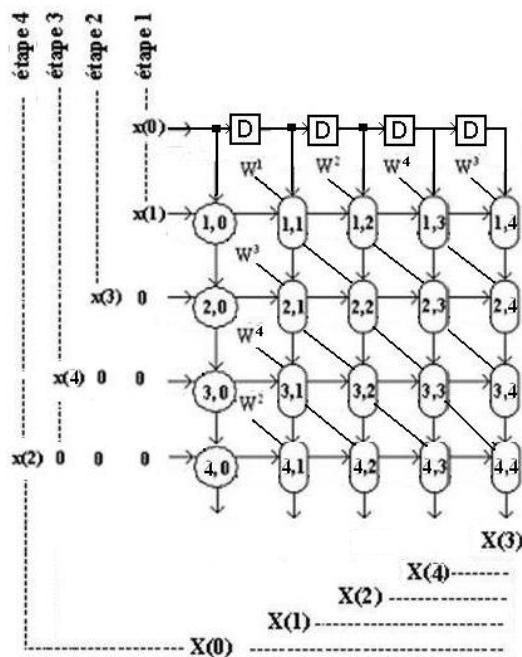 étape 4 étape 3 étape 2 étape 1
x(0) D D D D
W¹ W² W⁴ W³
x(1) 1,0 1,1 1,2 1,3 1,4
W³
x(3) 0 2,0 2,1 2,2 2,3 2,4
W⁴
x(4) 0 0 3,0 3,1 3,2 3,3 3,4
W²
x(2) 0 0 0 4,0 4,1 4,2 4,3 4,4
X(3)
X(4)
X(2)
X(1)
X(0)